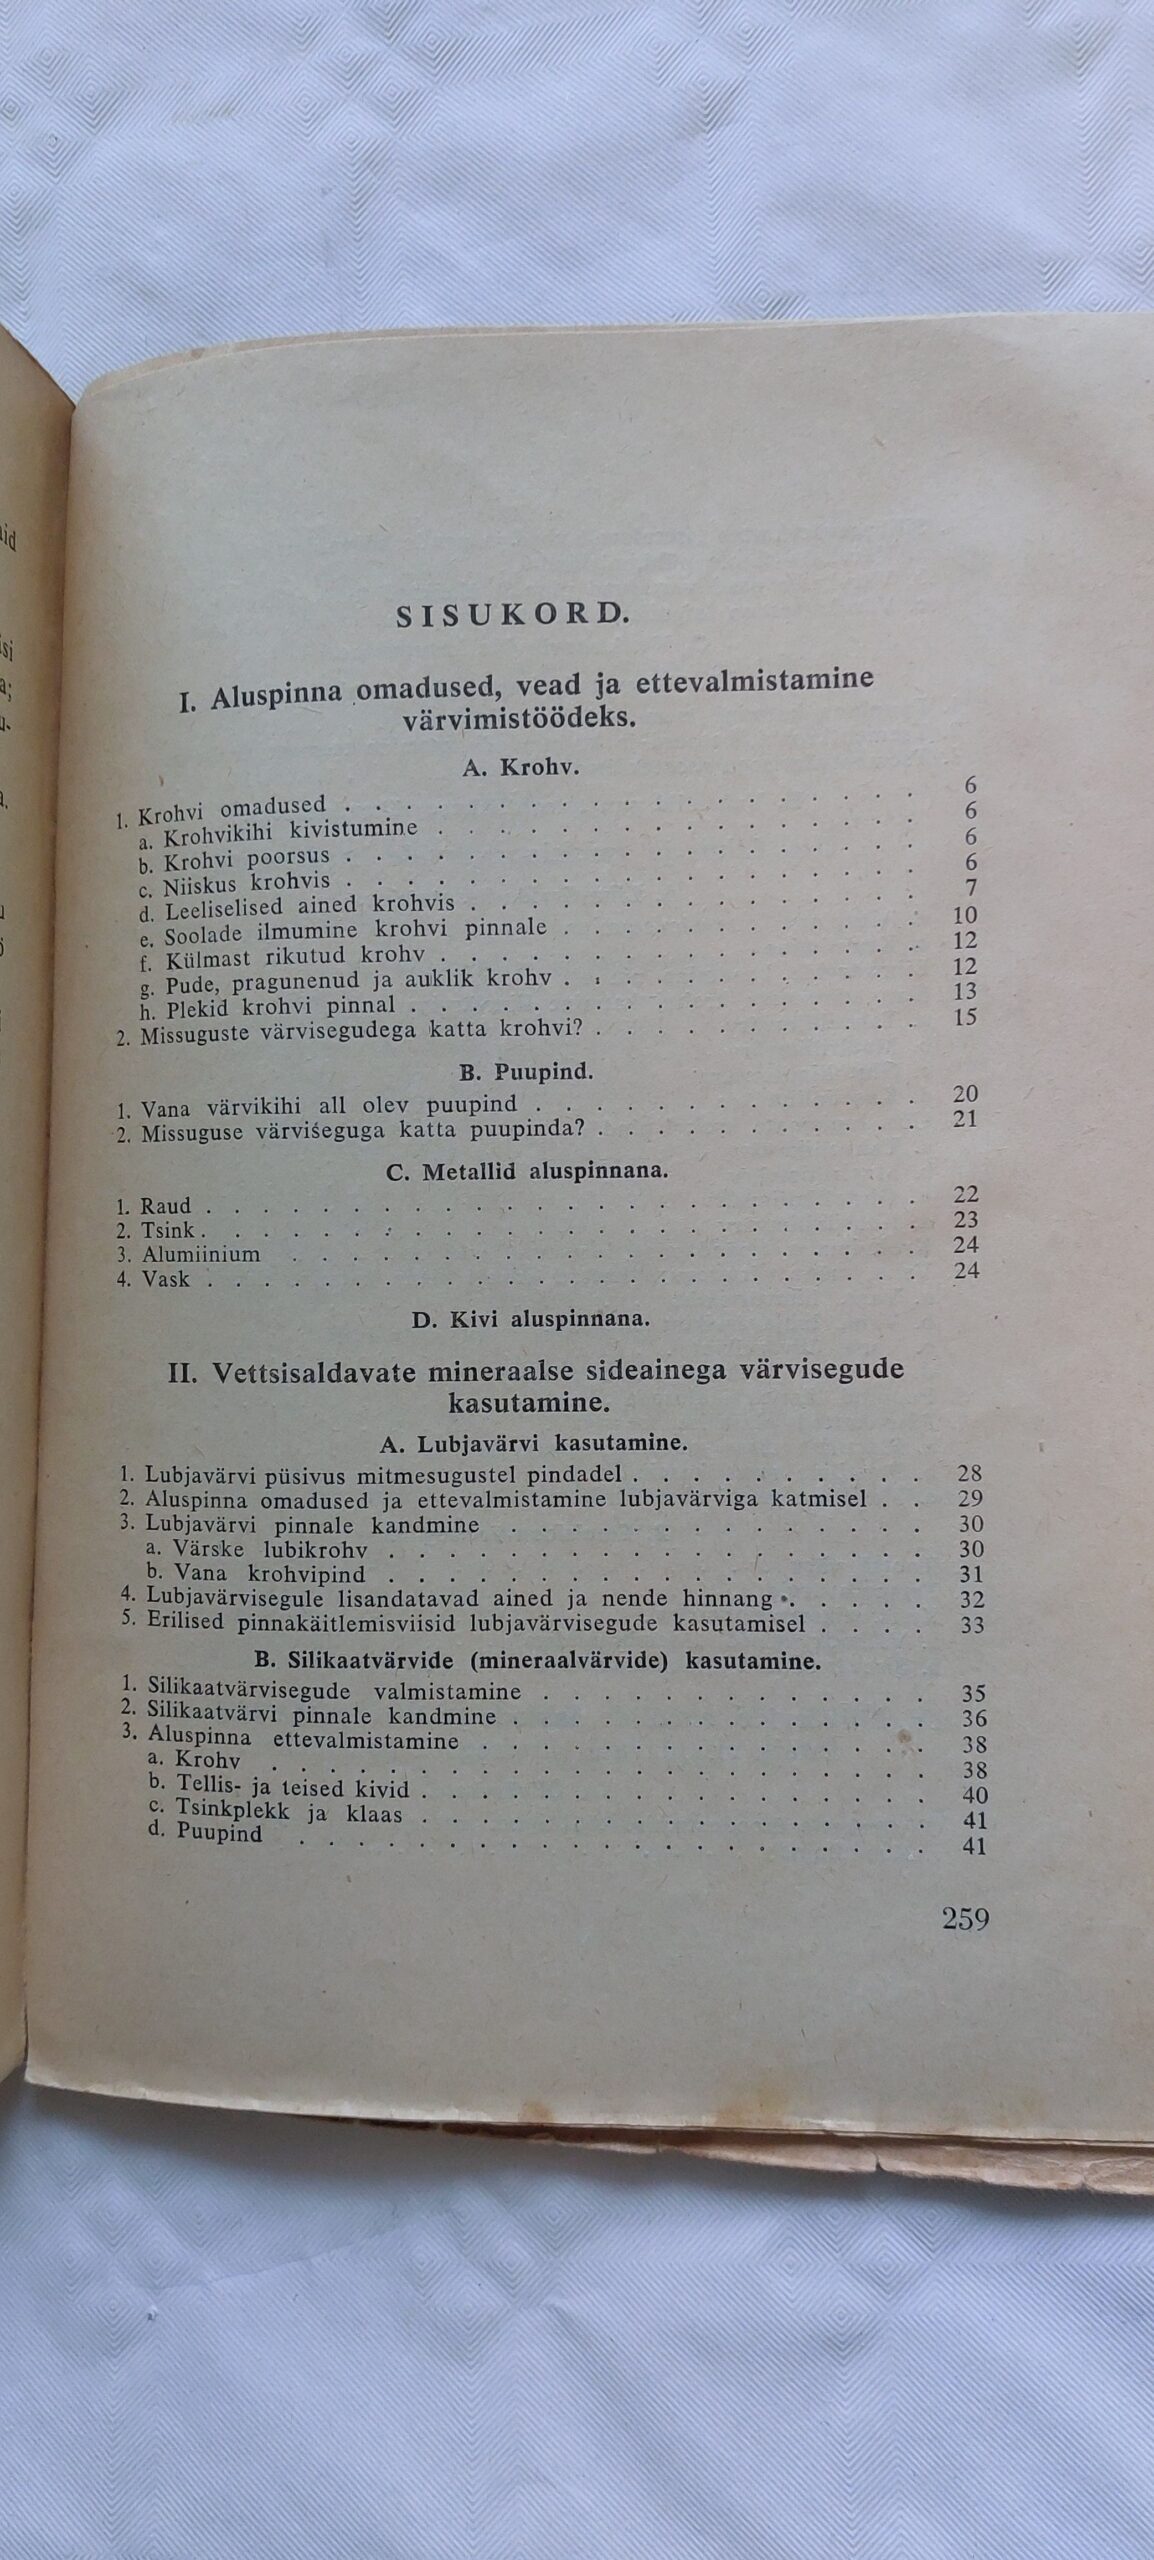 SISUKORD.
I. Aluspinna omadused, vead ja ettevalmistamine
värvimistöödeks.
A. Krohv.
1. Krohvi omadused . . . . . . . . . . . . . . . . . . . . 6
a. Krohvikihi kivistumine . . . . . . . . . . . . . . . . . 6
b. Krohvi poorsus . . . . . . . . . . . . . . . . . . . . 6
c. Niiskus krohvis . . . . . . . . . . . . . . . . . . . . 6
d. Leeliselised ained krohvis . . . . . . . . . . . . . . . . 7
e. Soolade ilmumine krohvi pinnale . . . . . . . . . . . . . 10
f. Külmast rikutud krohv . . . . . . . . . . . . . . . . . 12
g. Pude, pragunenud ja auklik krohv . . . . . . . . . . . . . 12
h. Plekid krohvi pinnal . . . . . . . . . . . . . . . . . . 13
2. Missuguste värvisegudega katta krohvi? . . . . . . . . . . . 15
B. Puupind.
1. Vana värvikihi all olev puupind . . . . . . . . . . . . . . 20
2. Missuguse värviseguga katta puupinda? . . . . . . . . . . . 21
C. Metallid aluspinnana.
1. Raud . . . . . . . . . . . . . . . . . . . . . . . . . 22
2. Tsink . . . . . . . . . . . . . . . . . . . . . . . . . 23
3. Alumiinium . . . . . . . . . . . . . . . . . . . . . . 24
4. Vask . . . . . . . . . . . . . . . . . . . . . . . . . 24
D. Kivi aluspinnana.
II. Vettsisaldavate mineraalse sideainega värvisegude
kasutamine.
A. Lubjavärvi kasutamine.
1. Lubjavärvi püsivus mitmesugustel pindadel . . . . . . . . . . 28
2. Aluspinna omadused ja ettevalmistamine lubjavärviga katmisel . . 29
3. Lubjavärvi pinnale kandmine . . . . . . . . . . . . . . 30
a. Värske lubikrohv . . . . . . . . . . . . . . . . . . . 30
b. Vana krohvipind . . . . . . . . . . . . . . . . . . . 31
4. Lubjavärvisegule lisandatavad ained ja nende hinnang . . . . . 32
5. Erilised pinnakäitlemisviisid lubjavärvisegude kasutamisel . . . . 33
B. Silikaatvärvide (mineraalvärvide) kasutamine.
1. Silikaatvärvisegude valmistamine . . . . . . . . . . . . . 35
2. Silikaatvärvi pinnale kandmine . . . . . . . . . . . . . . 36
3. Aluspinna ettevalmistamine . . . . . . . . . . . . . . . 38
a. Krohv . . . . . . . . . . . . . . . . . . . . . . 38
b. Tellis- ja teised kivid . . . . . . . . . . . . . . . . . 40
c. Tsinkplekk ja klaas . . . . . . . . . . . . . . . . . 41
d. Puupind . . . . . . . . . . . . . . . . . . . . . 41
259